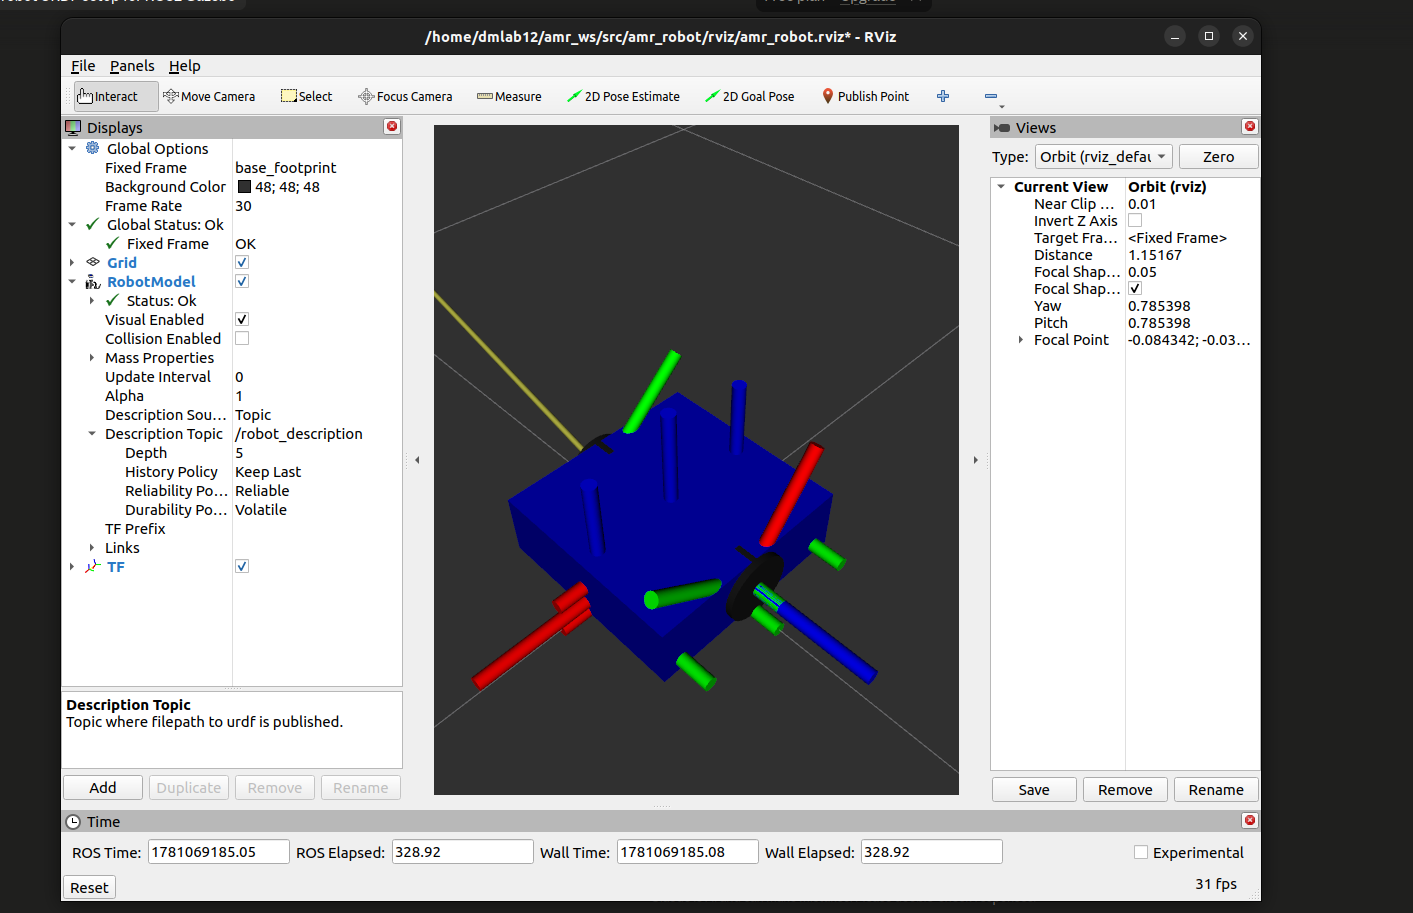 /home/dmlab12/amr_ws/src/amr_robot/rviz/amr_robot.rviz* - RViz
File Panels Help
Interact Move Camera Select Focus Camera Measure 2D Pose Estimate 2D Goal Pose Publish Point
Displays
Global Options
Fixed Frame base_footprint
Background Color 48; 48; 48
Frame Rate 30
Global Status: Ok
Fixed Frame OK
Grid
RobotModel
Status: Ok
Visual Enabled
Collision Enabled
Mass Properties
Update Interval 0
Alpha 1
Description Sou... Topic
Description Topic /robot_description
Depth 5
History Policy Keep Last
Reliability Po... Reliable
Durability Po... Volatile
TF Prefix
Links
TF
Description Topic
Topic where filepath to urdf is published.
Add Duplicate Remove Rename
Views
Type: Orbit (rviz_defau Zero
Current View Orbit (rviz)
Near Clip ... 0.01
Invert Z Axis
Target Fra... <Fixed Frame>
Distance 1.15167
Focal Shap... 0.05
Focal Shap...
Yaw 0.785398
Pitch 0.785398
Focal Point -0.084342; -0.03...
Save Remove Rename
Time
ROS Time: 1781069185.05 ROS Elapsed: 328.92 Wall Time: 1781069185.08 Wall Elapsed: 328.92 Experimental
Reset 31 fps